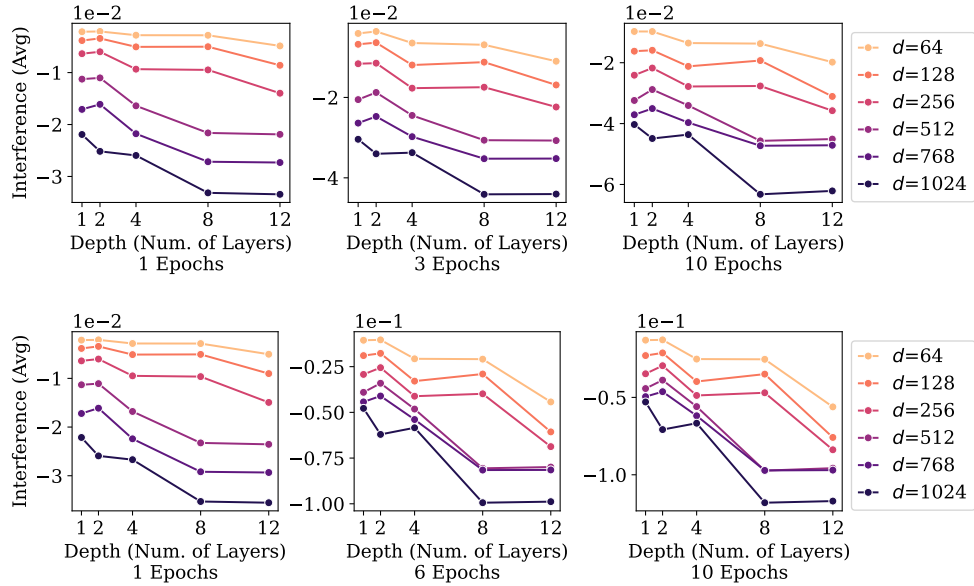 1e−2
1e−2
1e−2
Interference (Avg)
−1
−2
−3
−2
−4
−2
−4
−6
d=64
d=128
d=256
d=512
d=768
d=1024
1 2 4 8 12
1 2 4 8 12
1 2 4 8 12
Depth (Num. of Layers)
1 Epochs
Depth (Num. of Layers)
3 Epochs
Depth (Num. of Layers)
10 Epochs
1e−2
1e−1
1e−1
Interference (Avg)
−1
−2
−3
−0.25
−0.50
−0.75
−1.00
−0.5
−1.0
d=64
d=128
d=256
d=512
d=768
d=1024
1 2 4 8 12
1 2 4 8 12
1 2 4 8 12
Depth (Num. of Layers)
1 Epochs
Depth (Num. of Layers)
6 Epochs
Depth (Num. of Layers)
10 Epochs